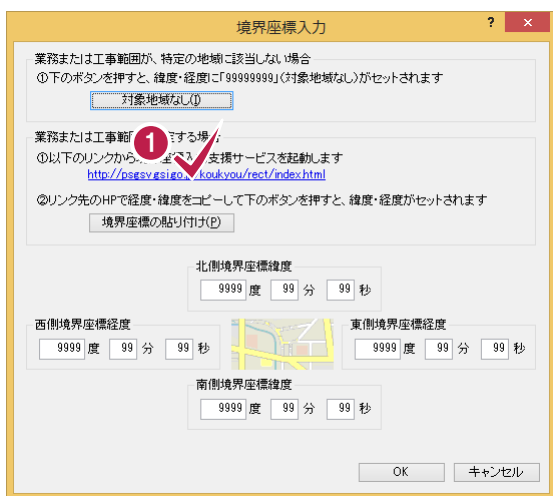 境界座標入力
? ×
業務または工事範囲が、特定の地域に該当しない場合
①下のボタンを押すと、緯度・経度に「99999999」(対象地域なし)がセットされます
対象地域なし(I)
業務または工事範囲 する場合
1
①以下のリンクから 支援サービスを起動します
http://psgsv.gsi.go. koukyou/rect/index.html
②リンク先のHPで経度・緯度をコピーして下のボタンを押すと、緯度・経度がセットされます
境界座標の貼り付け(P)
北側境界座標緯度
9999 度 99 分 99 秒
西側境界座標経度 東側境界座標経度
9999 度 99 分 99 秒 9999 度 99 分 99 秒
南側境界座標緯度
9999 度 99 分 99 秒
OK キャンセル